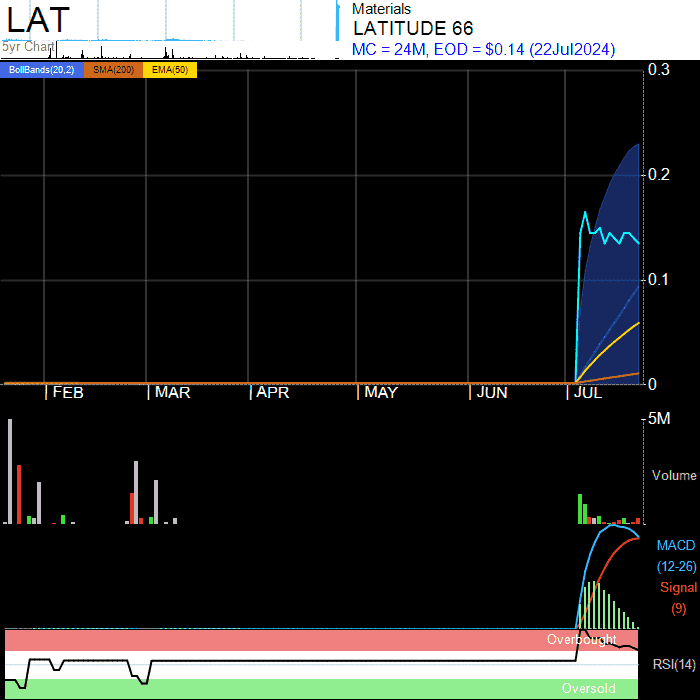 LAT
Materials
LATITUDE 66
MC = 24M, EOD = $0.14 (22Jul2024)
5yr Chart
BollBands(20,2) SMA(200) EMA(50)
0.3
0.2
0.1
0
FEB MAR APR MAY JUN JUL
5M
Volume
MACD
(12-26)
Signal
(9)
Overbought
RSI(14)
Oversold